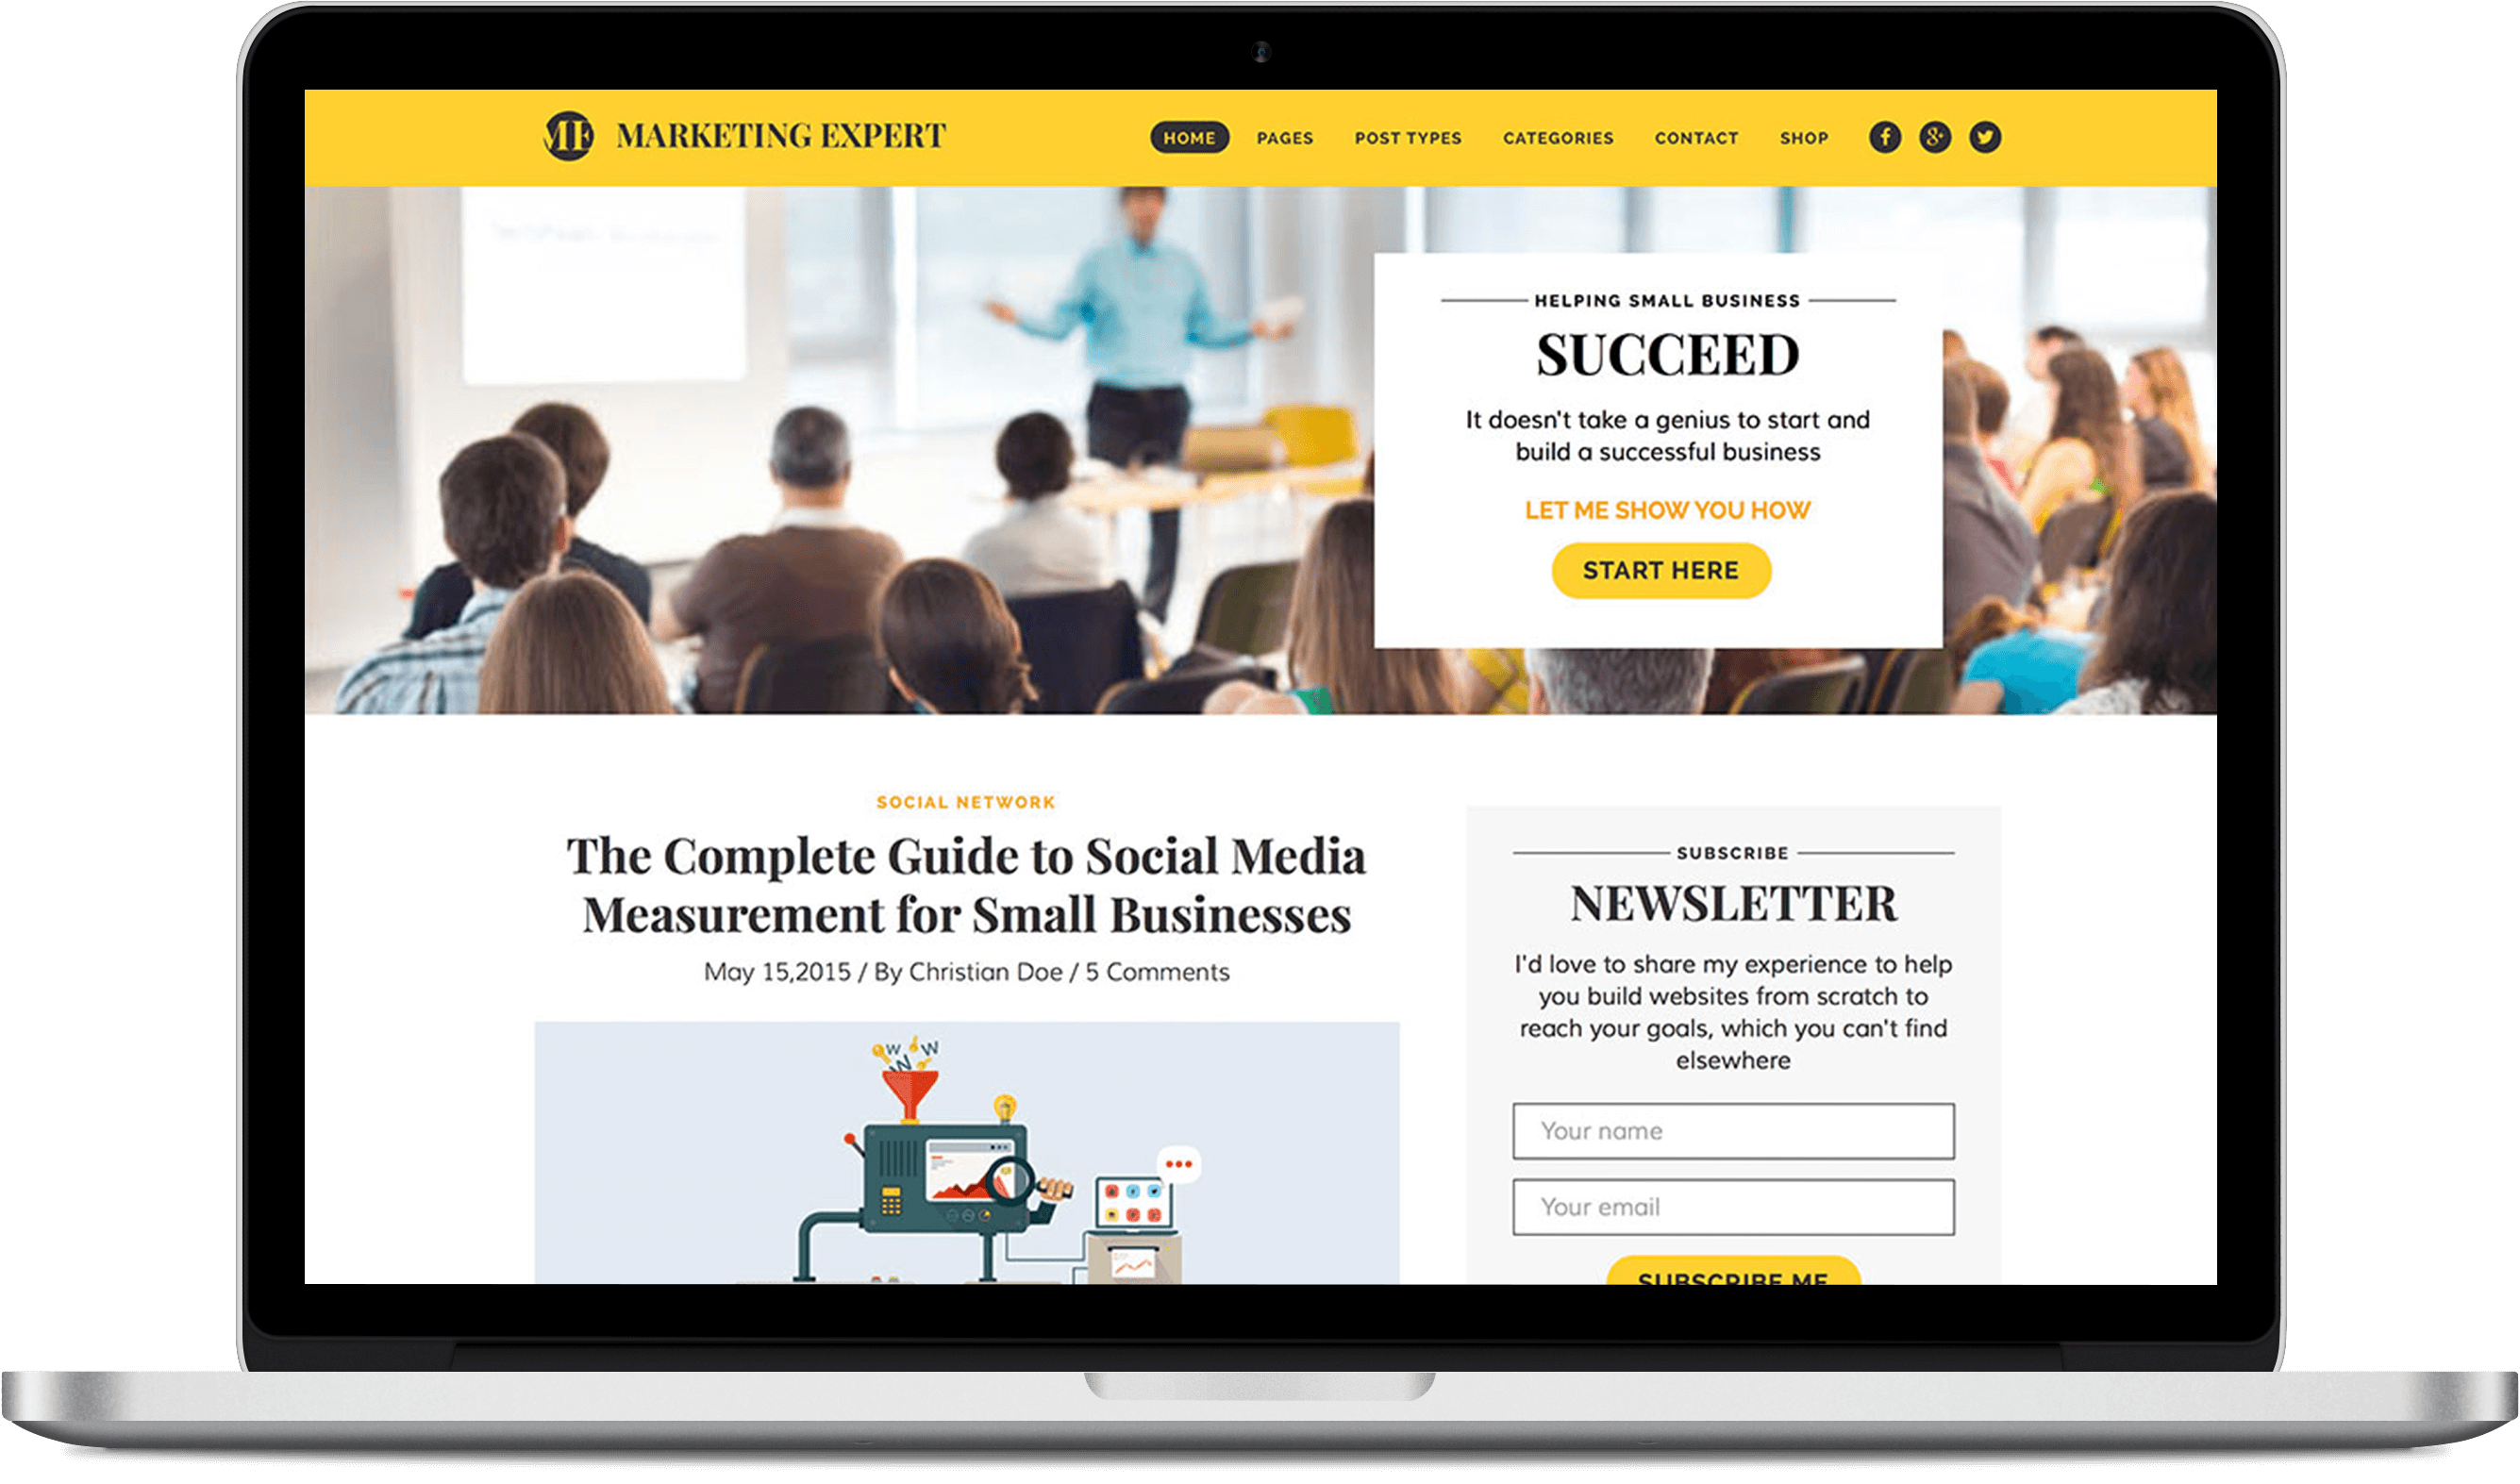 MF MARKETING EXPERT
HOME PAGES POST TYPES CATEGORIES CONTACT SHOP
HELPING SMALL BUSINESS
SUCCEED
It doesn't take a genius to start and
build a successful business
LET ME SHOW YOU HOW
START HERE
SOCIAL NETWORK
The Complete Guide to Social Media
Measurement for Small Businesses
May 15,2015 / By Christian Doe / 5 Comments
W W
W
SUBSCRIBE
NEWSLETTER
I'd love to share my experience to help
you build websites from scratch to
reach your goals, which you can't find
elsewhere
Your name
Your email
SUBSCRIBE ME